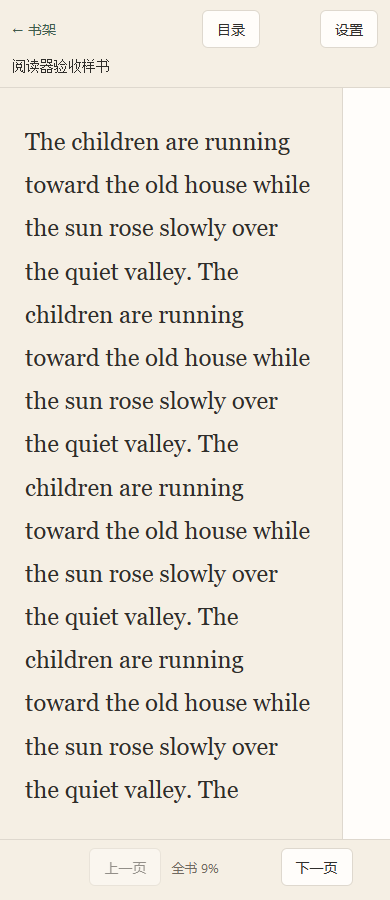 ← 书架
目录
设置
阅读器验收样书
The children are running
toward the old house while
the sun rose slowly over
the quiet valley. The
children are running
toward the old house while
the sun rose slowly over
the quiet valley. The
children are running
toward the old house while
the sun rose slowly over
the quiet valley. The
children are running
toward the old house while
the sun rose slowly over
the quiet valley. The
上一页
全书 9%
下一页